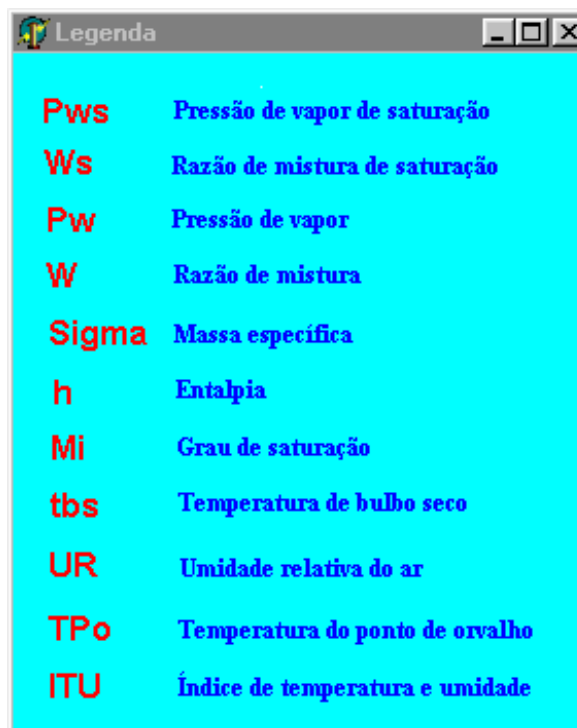 Legenda
Pws Pressão de vapor de saturação
Ws Razão de mistura de saturação
Pw Pressão de vapor
W Razão de mistura
Sigma Massa específica
h Entalpia
Mi Grau de saturação
tbs Temperatura de bulbo seco
UR Umidade relativa do ar
TPo Temperatura do ponto de orvalho
ITU Índice de temperatura e umidade